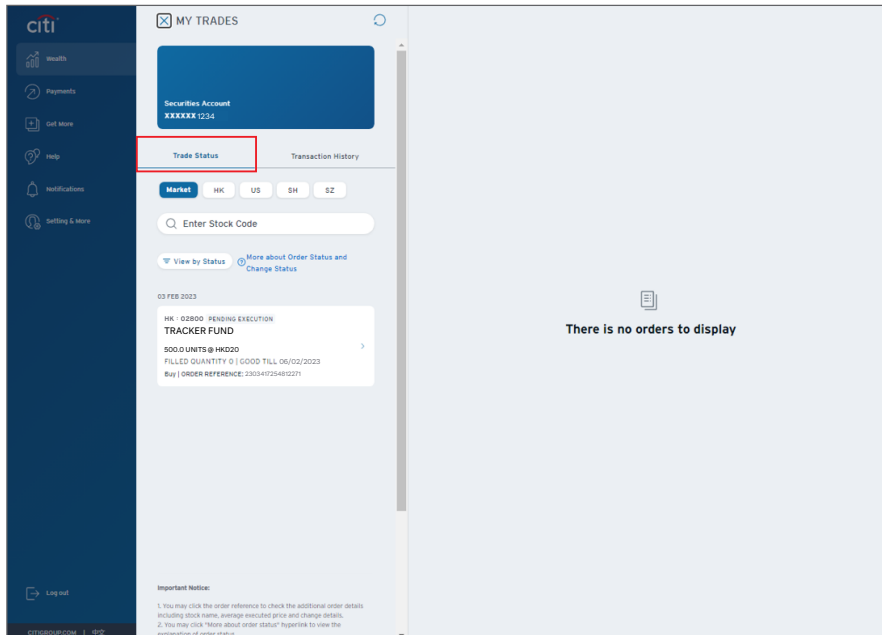 citi
MY TRADES
Wealth
Payments
Get More
Help
Notifications
Setting & More
Log out
CITIGROUP.COM | 中文
Securities Account
XXXXXX 1234
Trade Status
Transaction History
Market
HK
US
SH
SZ
Enter Stock Code
View by Status
More about Order Status and
Change Status
03 FEB 2023
HK · 02800 PENDING EXECUTION
TRACKER FUND
500.0 UNITS @ HKD20
FILLED QUANTITY 0 | GOOD TILL 06/02/2023
Buy | ORDER REFERENCE: 2303417254812271
Important Notice:
1. You may click the order reference to check the additional order details
including stock name, average executed price and change details.
2. You may click "More about order status" hyperlink to view the
explanation of order status.
There is no orders to display